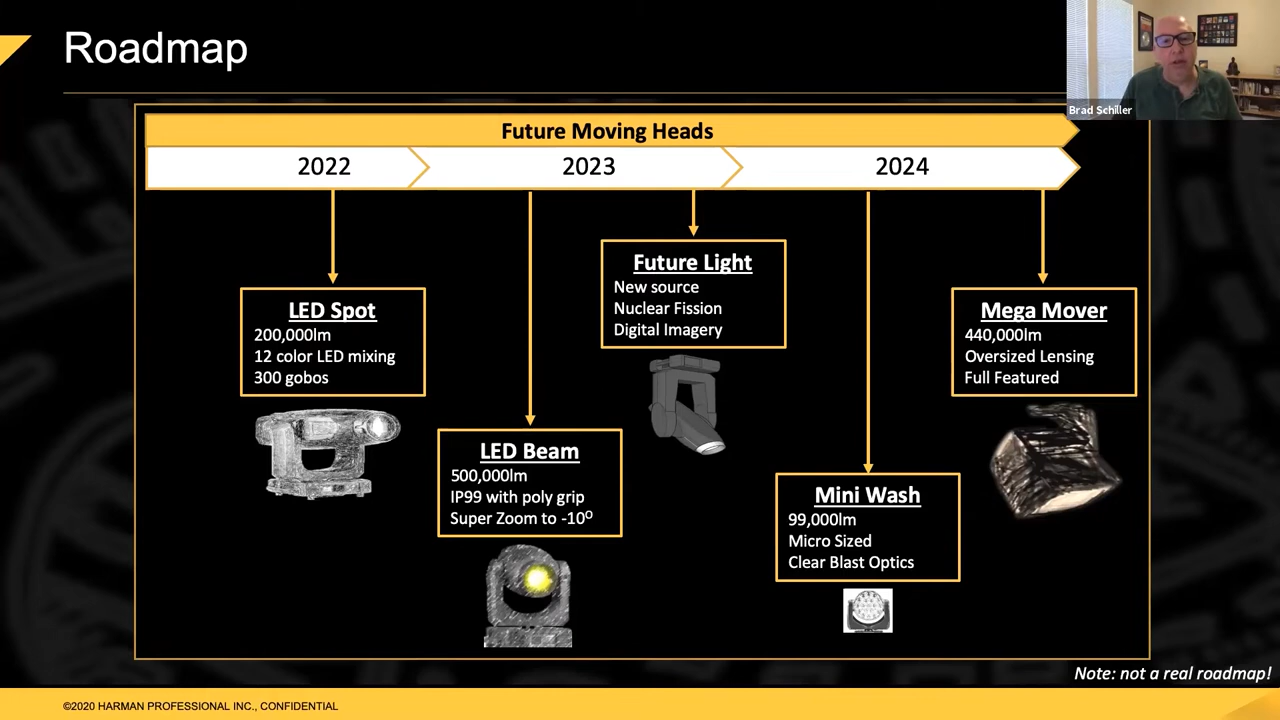 Roadmap
Brad Schiller
Future Moving Heads
2022
2023
2024
LED Spot
200,000lm
12 color LED mixing
300 gobos
LED Beam
500,000lm
IP99 with poly grip
Super Zoom to -10°
Future Light
New source
Nuclear Fission
Digital Imagery
Mini Wash
99,000lm
Micro Sized
Clear Blast Optics
Mega Mover
440,000lm
Oversized Lensing
Full Featured
Note: not a real roadmap!
©2020 HARMAN PROFESSIONAL INC., CONFIDENTIAL